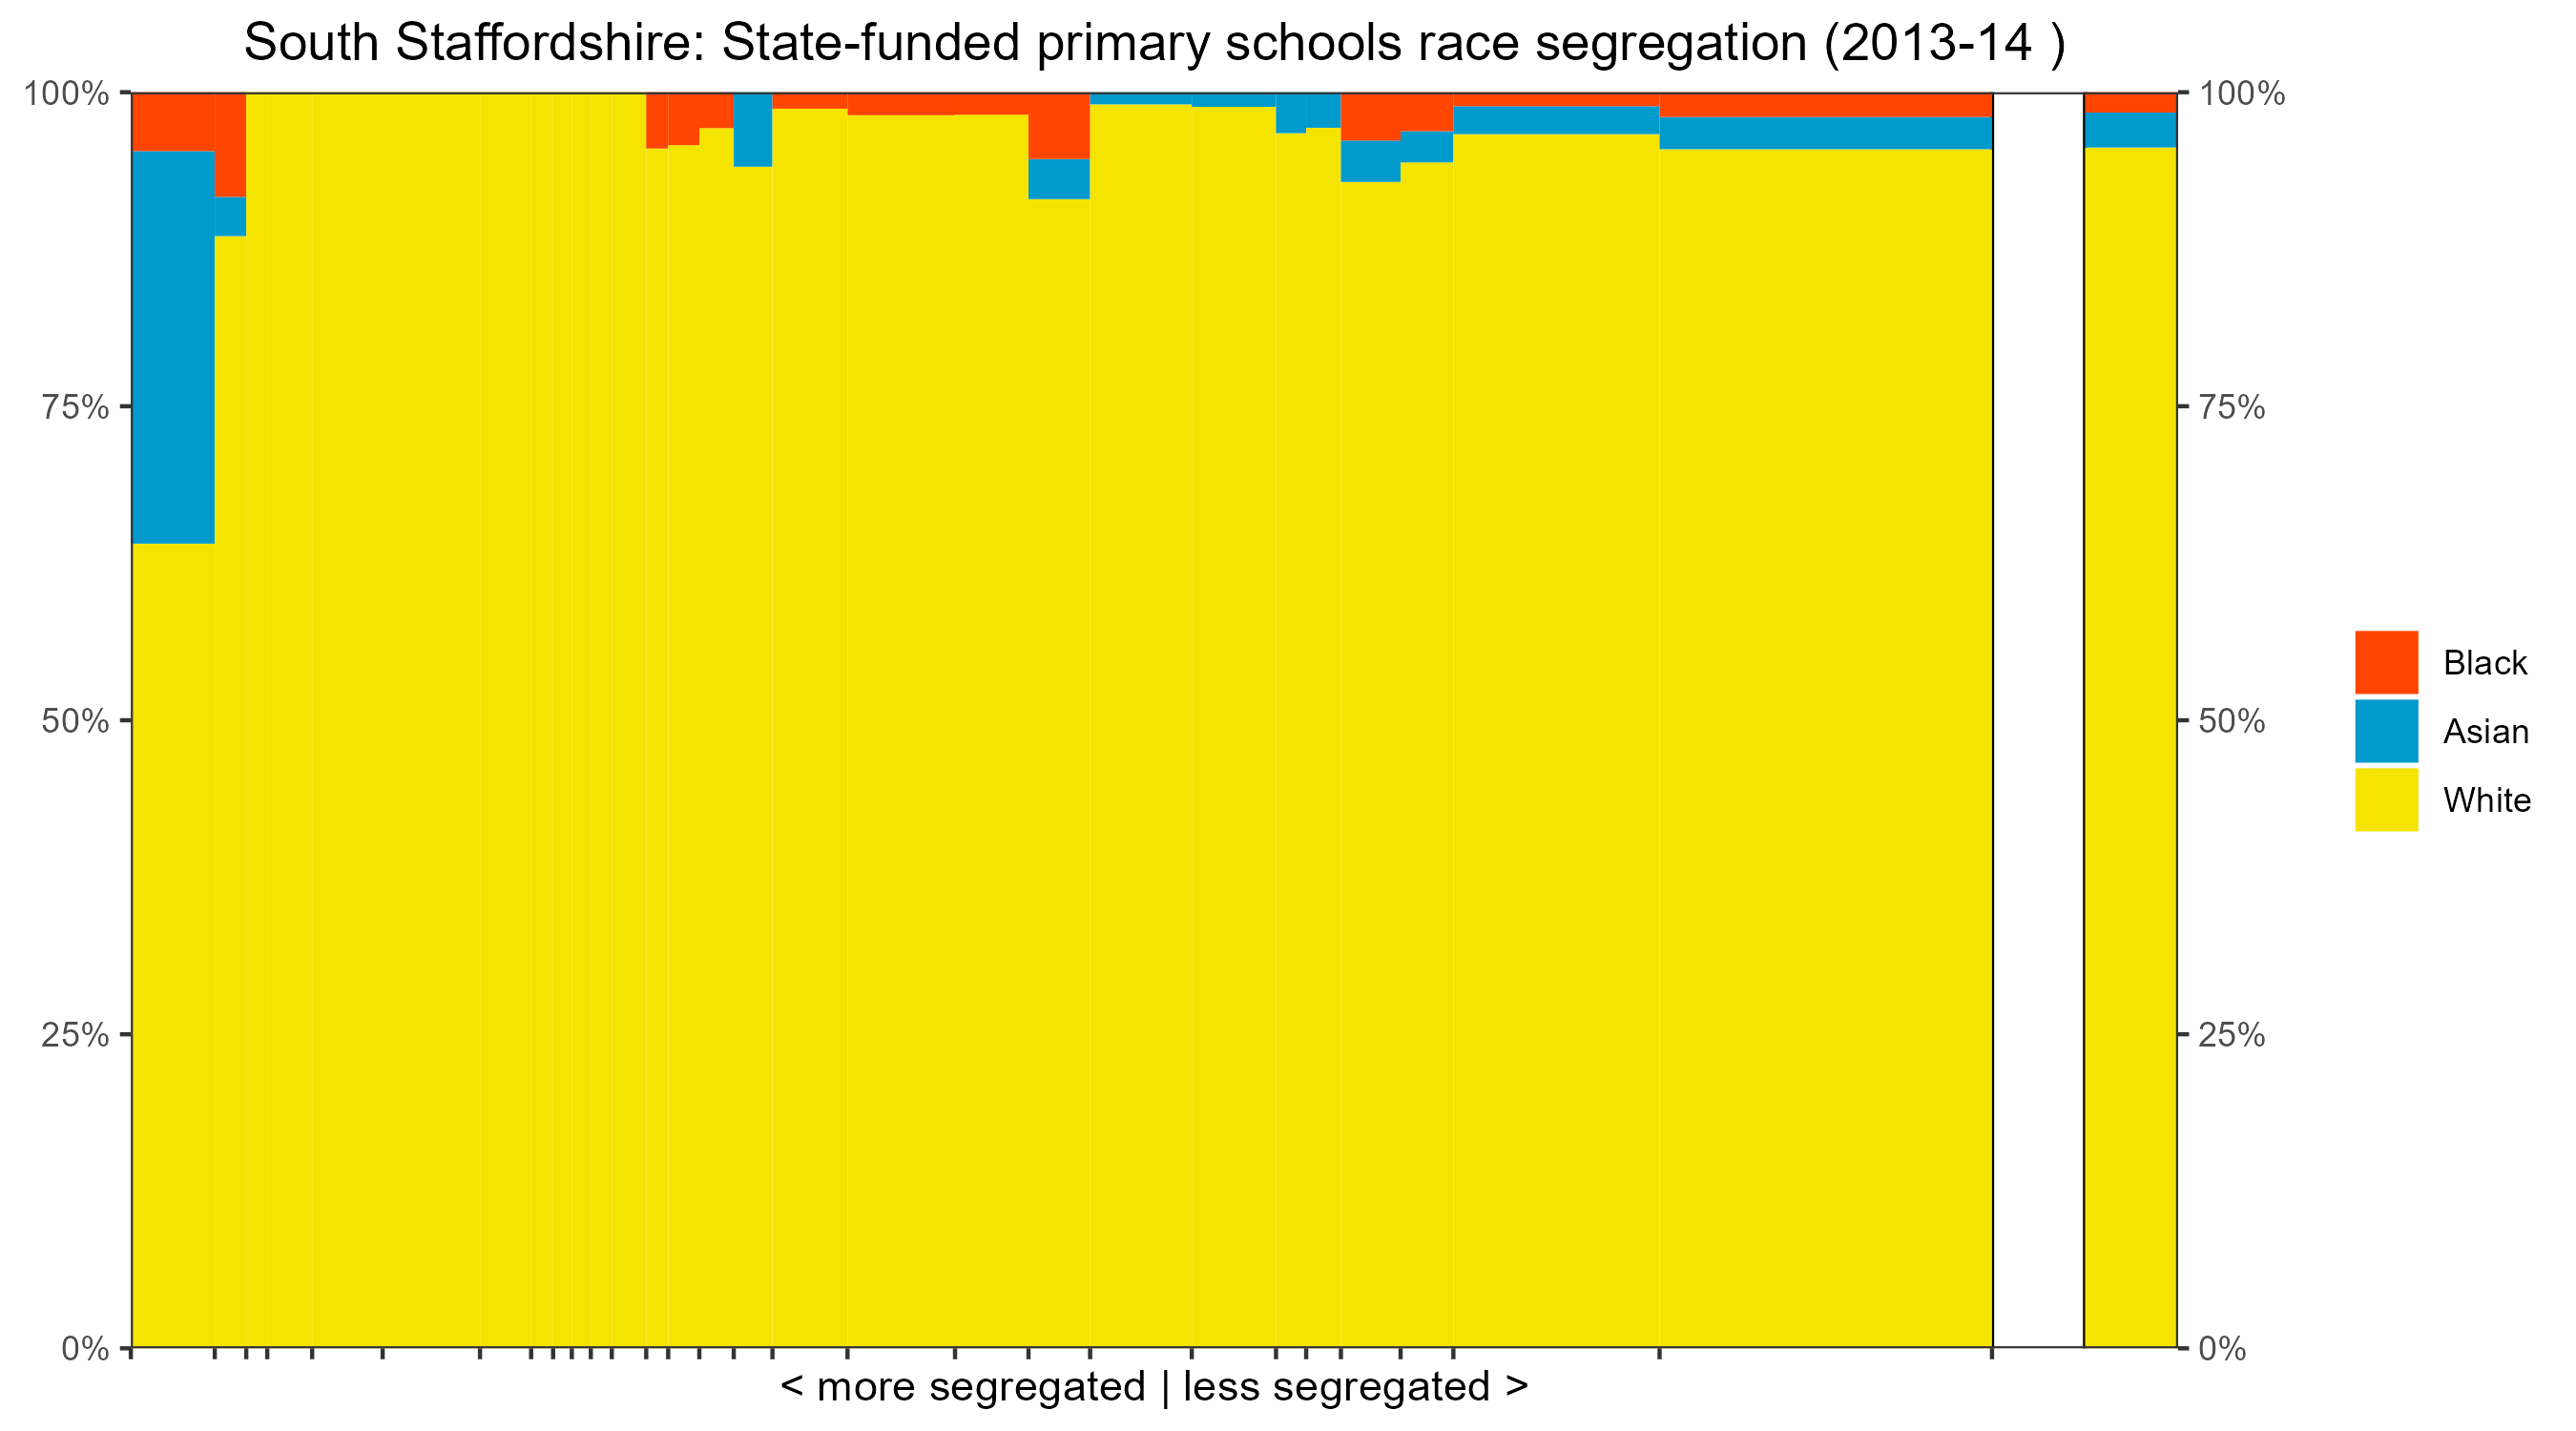 South Staffordshire: State-funded primary schools race segregation (2013-14 )
100%
75%
50%
25%
0%
100%
75%
50%
25%
0%
Black
Asian
White
< more segregated | less segregated >